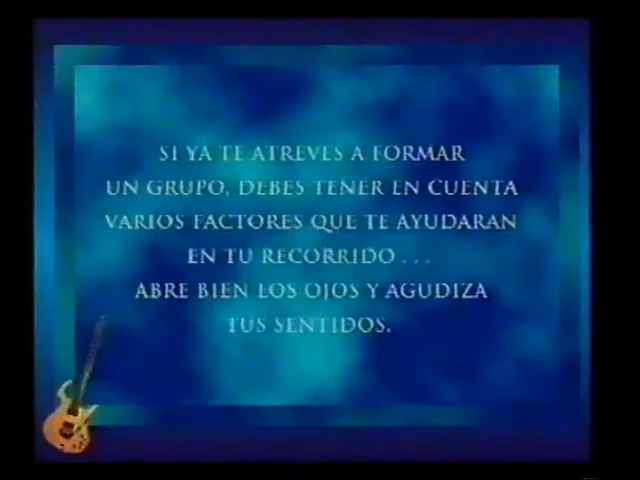 SI YA TE ATREVES A FORMAR
UN GRUPO, DEBES TENER EN CUENTA
VARIOS FACTORES QUE TE AYUDARAN
EN TU RECORRIDO . . .
ABRE BIEN LOS OJOS Y AGUDIZA
TUS SENTIDOS.